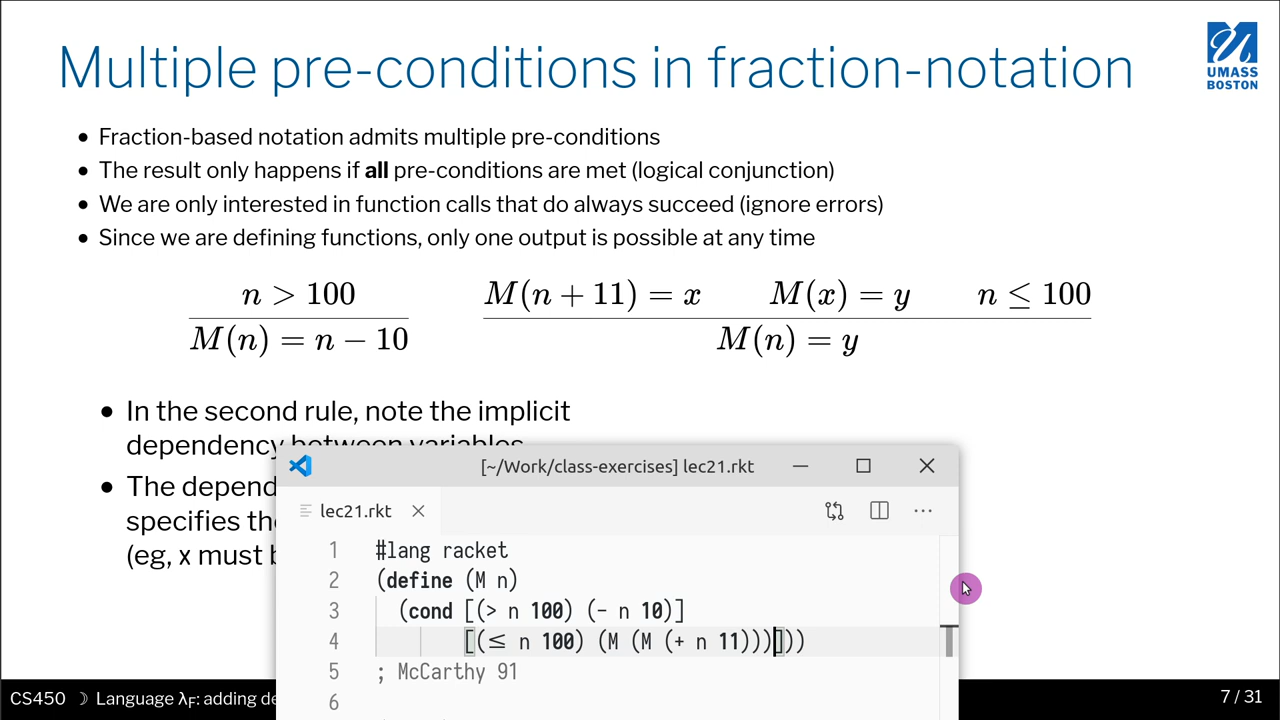 Multiple pre-conditions in fraction-notation
UMASS
BOSTON
• Fraction-based notation admits multiple pre-conditions
• The result only happens if all pre-conditions are met (logical conjunction)
• We are only interested in function calls that do always succeed (ignore errors)
• Since we are defining functions, only one output is possible at any time
n > 100
M(n) = n − 10
M(n + 11) = x M(x) = y n ≤ 100
M(n) = y
• In the second rule, note the implicit
dependency between variables
• The depend
specifies the
(eg, x must b
[~/Work/class-exercises] lec21.rkt
lec21.rkt
1 #lang racket
2 (define (M n)
3 (cond [(> n 100) (- n 10)]
4 [(≤ n 100) (M (M (+ n 11)))]))
5 ; McCarthy 91
6
CS450 ☽ Language λF: adding de
7 / 31